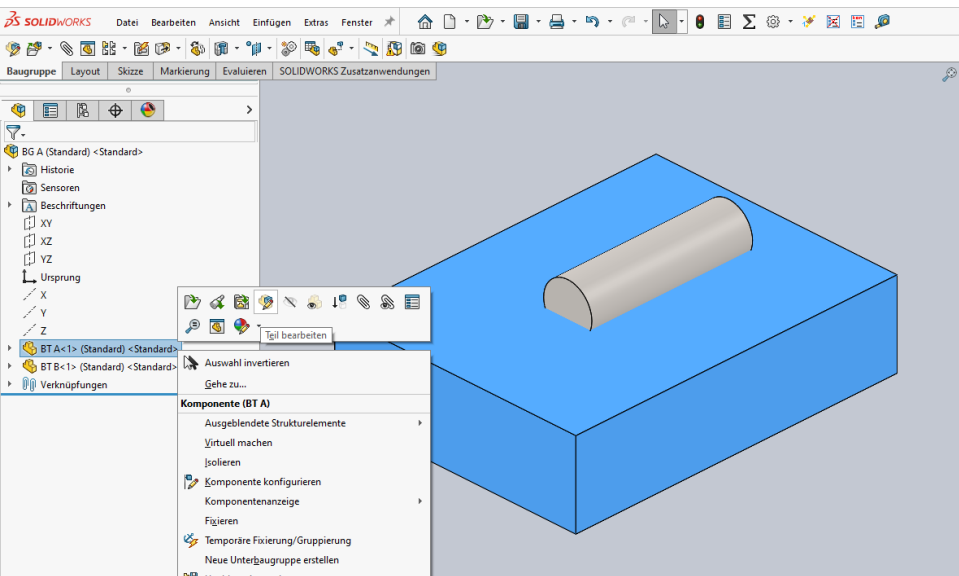 3S SOLIDWORKS Datei Bearbeiten Ansicht Einfügen Extras Fenster
Baugruppe Layout Skizze Markierung Evaluieren SOLIDWORKS Zusatzanwendungen
BG A (Standard) <Standard>
Historie
Sensoren
Beschriftungen
XY
XZ
YZ
Ursprung
X
Y
Z
Teil bearbeiten
BT A<1> (Standard) <Standard>
BT B<1> (Standard) <Standard>
Verknüpfungen
Auswahl invertieren
Gehe zu...
Komponente (BT A)
Ausgeblendete Strukturelemente
Virtuell machen
Isolieren
Komponente konfigurieren
Komponentenanzeige
Fixieren
Temporäre Fixierung/Gruppierung
Neue Unterbaugruppe erstellen